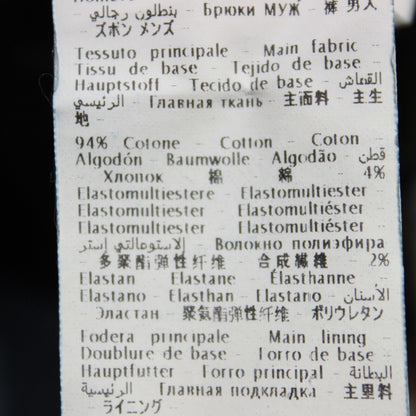 بنطلون رجالي - Брюки МУЖ - 裤 男人
- ズボン メンズ
Tessuto principale - Main fabric -
Tissu de base - Tejido de base -
Hauptstoff - Tecido de base - القماش
الرئيسي - Главная ткань - 主面料 - 主生
地 -
94% Cotone - Cotton - Coton -
Algodón - Baumwolle - Algodão - قطن
- Хлопок - 棉 - 綿 - 4%
Elastomultiestere - Elastomultiester -
Elastomultiester - Elastomultiéster -
Elastomultiester - Elastomultiéster -
الاستومالتي إستر - Волокно полиэфира
- 多聚酯弹性纤维 - 合成繊維 - 2%
Elastan - Elastane - Élasthanne -
Elastano - Elasthan - Elastano - الأستان
- Эластан - 聚氨酯弹性纤维 - ポリウレタン
Fodera principale - Main lining -
Doublure de base - Forro de base -
Hauptfutter - Forro principal - البطانة
الرئيسية - Главная подкладка - 主里料
- ライニング